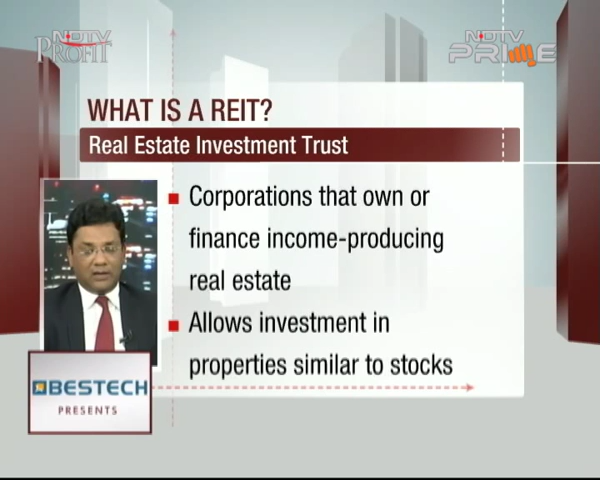 NDTV
PROFIT
NDTV
PRIME
WHAT IS A REIT?
Real Estate Investment Trust
Corporations that own or
finance income-producing
real estate
Allows investment in
properties similar to stocks
BESTECH
PRESENTS